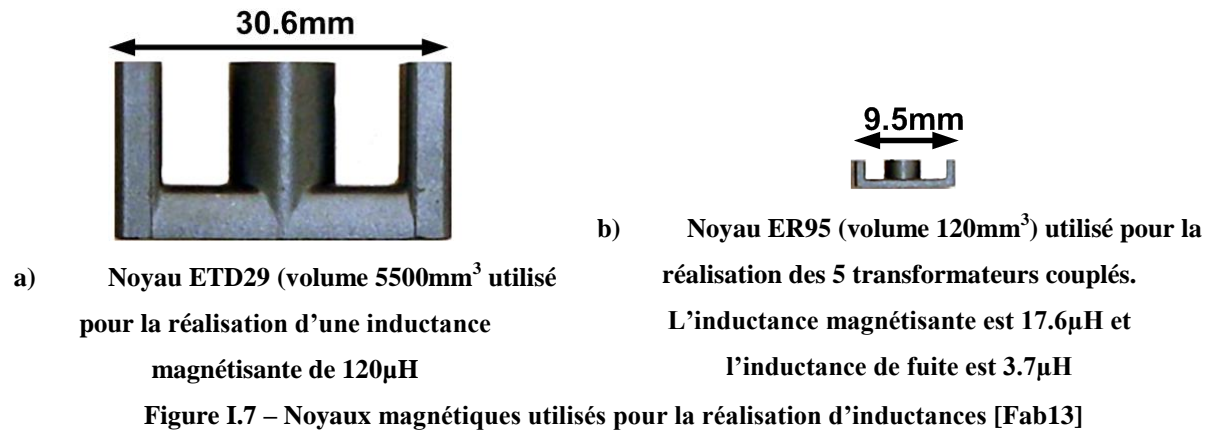 30.6mm
a) Noyau ETD29 (volume 5500mm³ utilisé
pour la réalisation d'une inductance
magnétisante de 120µH
9.5mm
b) Noyau ER95 (volume 120mm³) utilisé pour la
réalisation des 5 transformateurs couplés.
L'inductance magnétisante est 17.6µH et
l'inductance de fuite est 3.7µH
Figure I.7 – Noyaux magnétiques utilisés pour la réalisation d'inductances [Fab13]